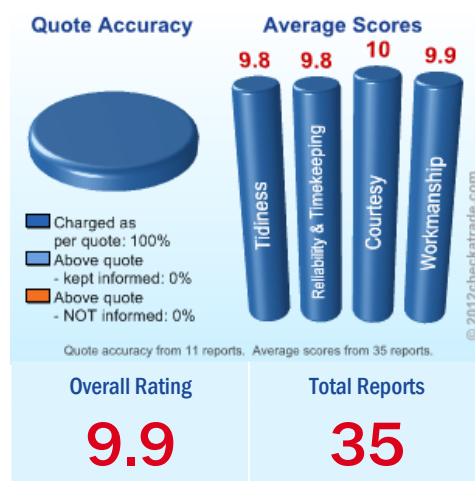 Quote Accuracy
Average Scores
9.8
9.8
10
9.9
Tidiness
Reliability & Timekeeping
Courtesy
Workmanship
Charged as
per quote: 100%
Above quote
- kept informed: 0%
Above quote
- NOT informed: 0%
© 2012checkatrade.com
Quote accuracy from 11 reports. Average scores from 35 reports.
Overall Rating
Total Reports
9.9
35